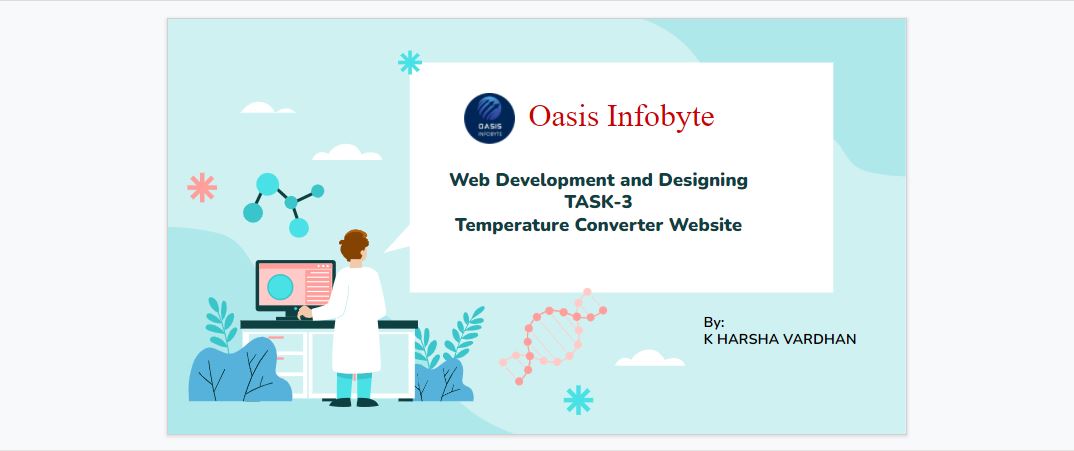 OASIS
INFOBYTE
Oasis Infobyte
Web Development and Designing
TASK-3
Temperature Converter Website
By:
K HARSHA VARDHAN